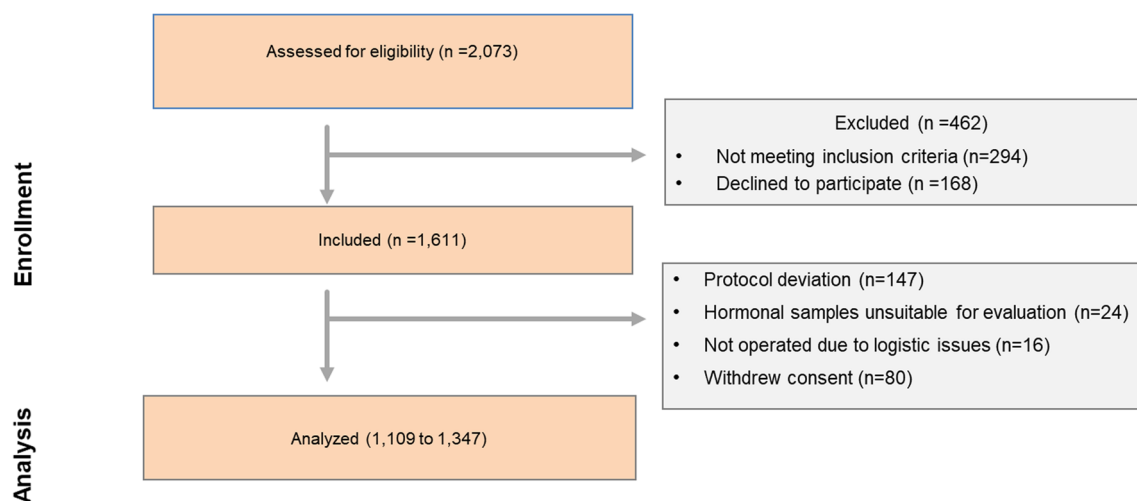 Assessed for eligibility (n =2,073)
Excluded (n =462)
• Not meeting inclusion criteria (n=294)
• Declined to participate (n =168)
Enrollment
Included (n =1,611)
• Protocol deviation (n=147)
• Hormonal samples unsuitable for evaluation (n=24)
• Not operated due to logistic issues (n=16)
• Withdrew consent (n=80)
Analysis
Analyzed (1,109 to 1,347)